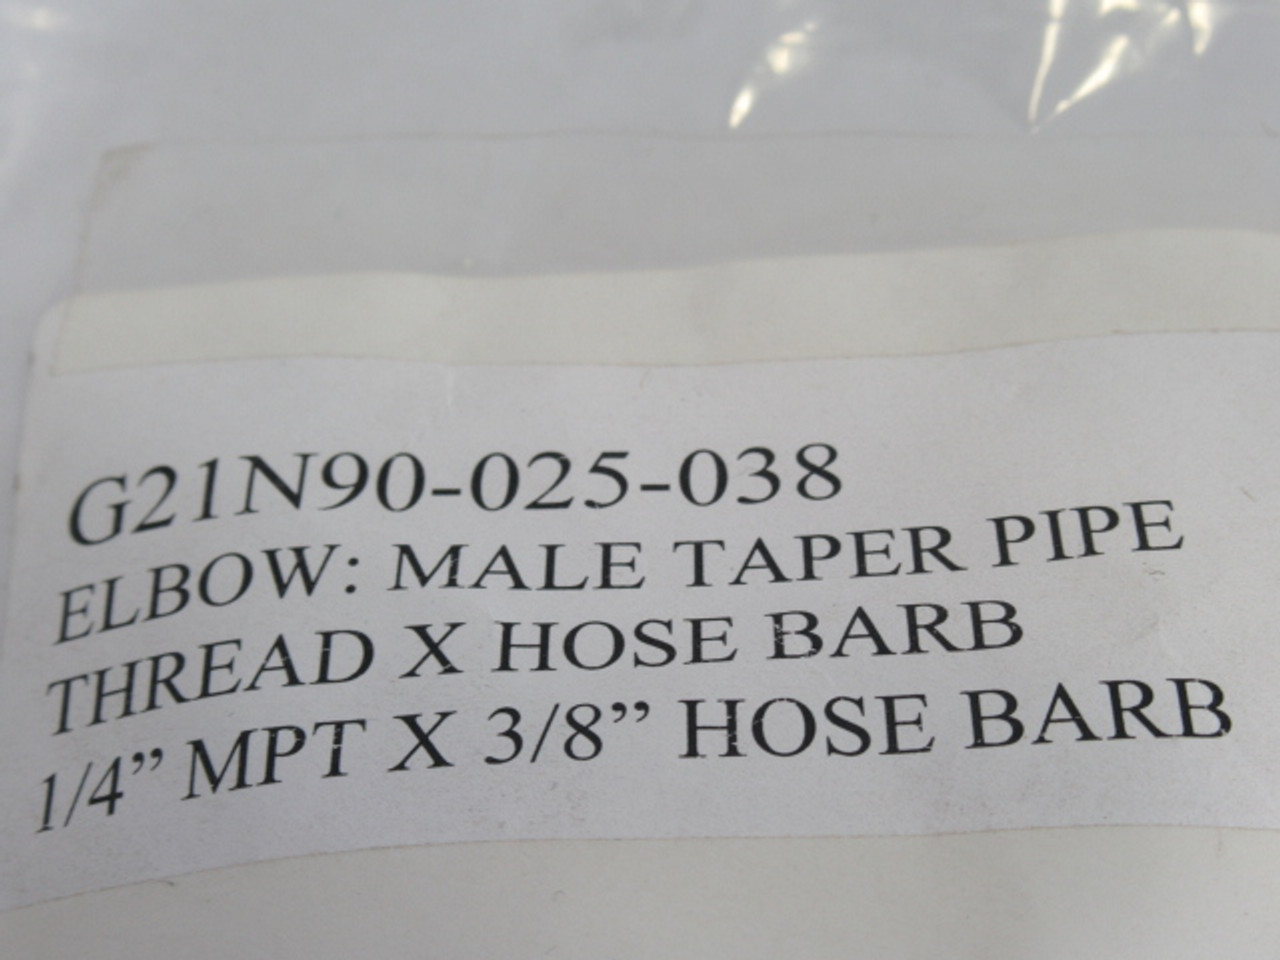 G21N90-025-038
ELBOW: MALE TAPER PIPE
THREAD X HOSE BARB
1/4” MPT X 3/8” HOSE BARB